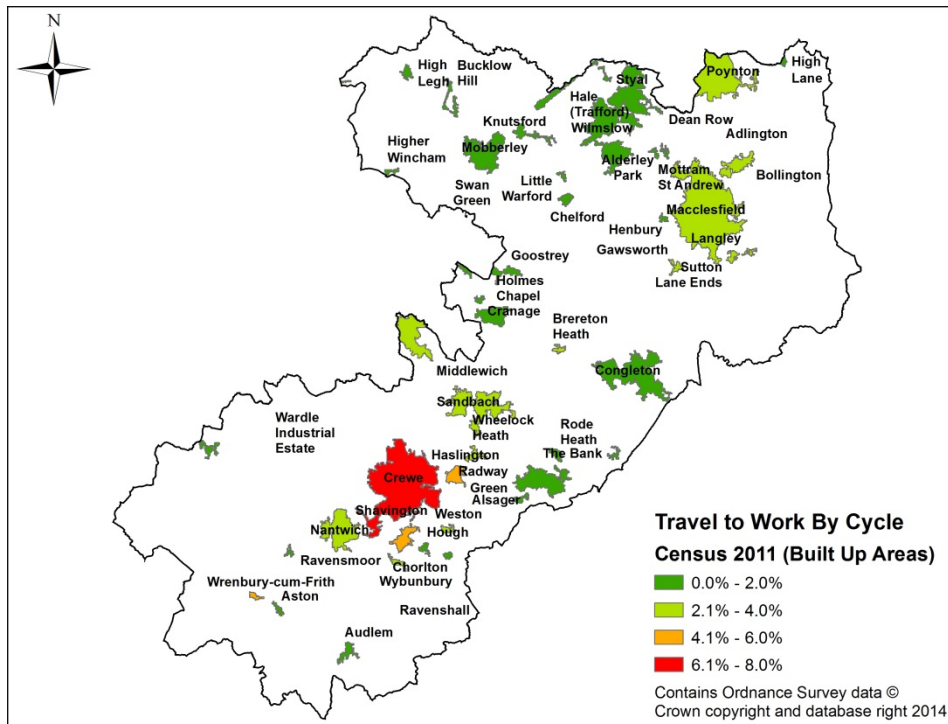 N
High
Legh
Bucklow
Hill
Styal
Poynton
High
Lane
Hale
(Trafford)
Wilmslow
Dean Row
Adlington
Knutsford
Mobberley
Higher
Wincham
Alderley
Park
Mottram
St Andrew
Bollington
Swan
Green
Little
Warford
Chelford
Macclesfield
Henbury
Langley
Gawsworth
Goostrey
Sutton
Lane Ends
Holmes
Chapel
Cranage
Brereton
Heath
Middlewich
Congleton
Sandbach
Wheelock
Heath
Wardle
Industrial
Estate
Rode
Heath
The Bank
Haslington
Crewe
Radway
Green
Alsager
Shavington
Weston
Nantwich
Hough
Ravensmoor
Chorlton
Wybunbury
Wrenbury-cum-Frith
Aston
Ravenshall
Audlem
Travel to Work By Cycle
Census 2011 (Built Up Areas)
0.0% - 2.0%
2.1% - 4.0%
4.1% - 6.0%
6.1% - 8.0%
Contains Ordnance Survey data ©
Crown copyright and database right 2014